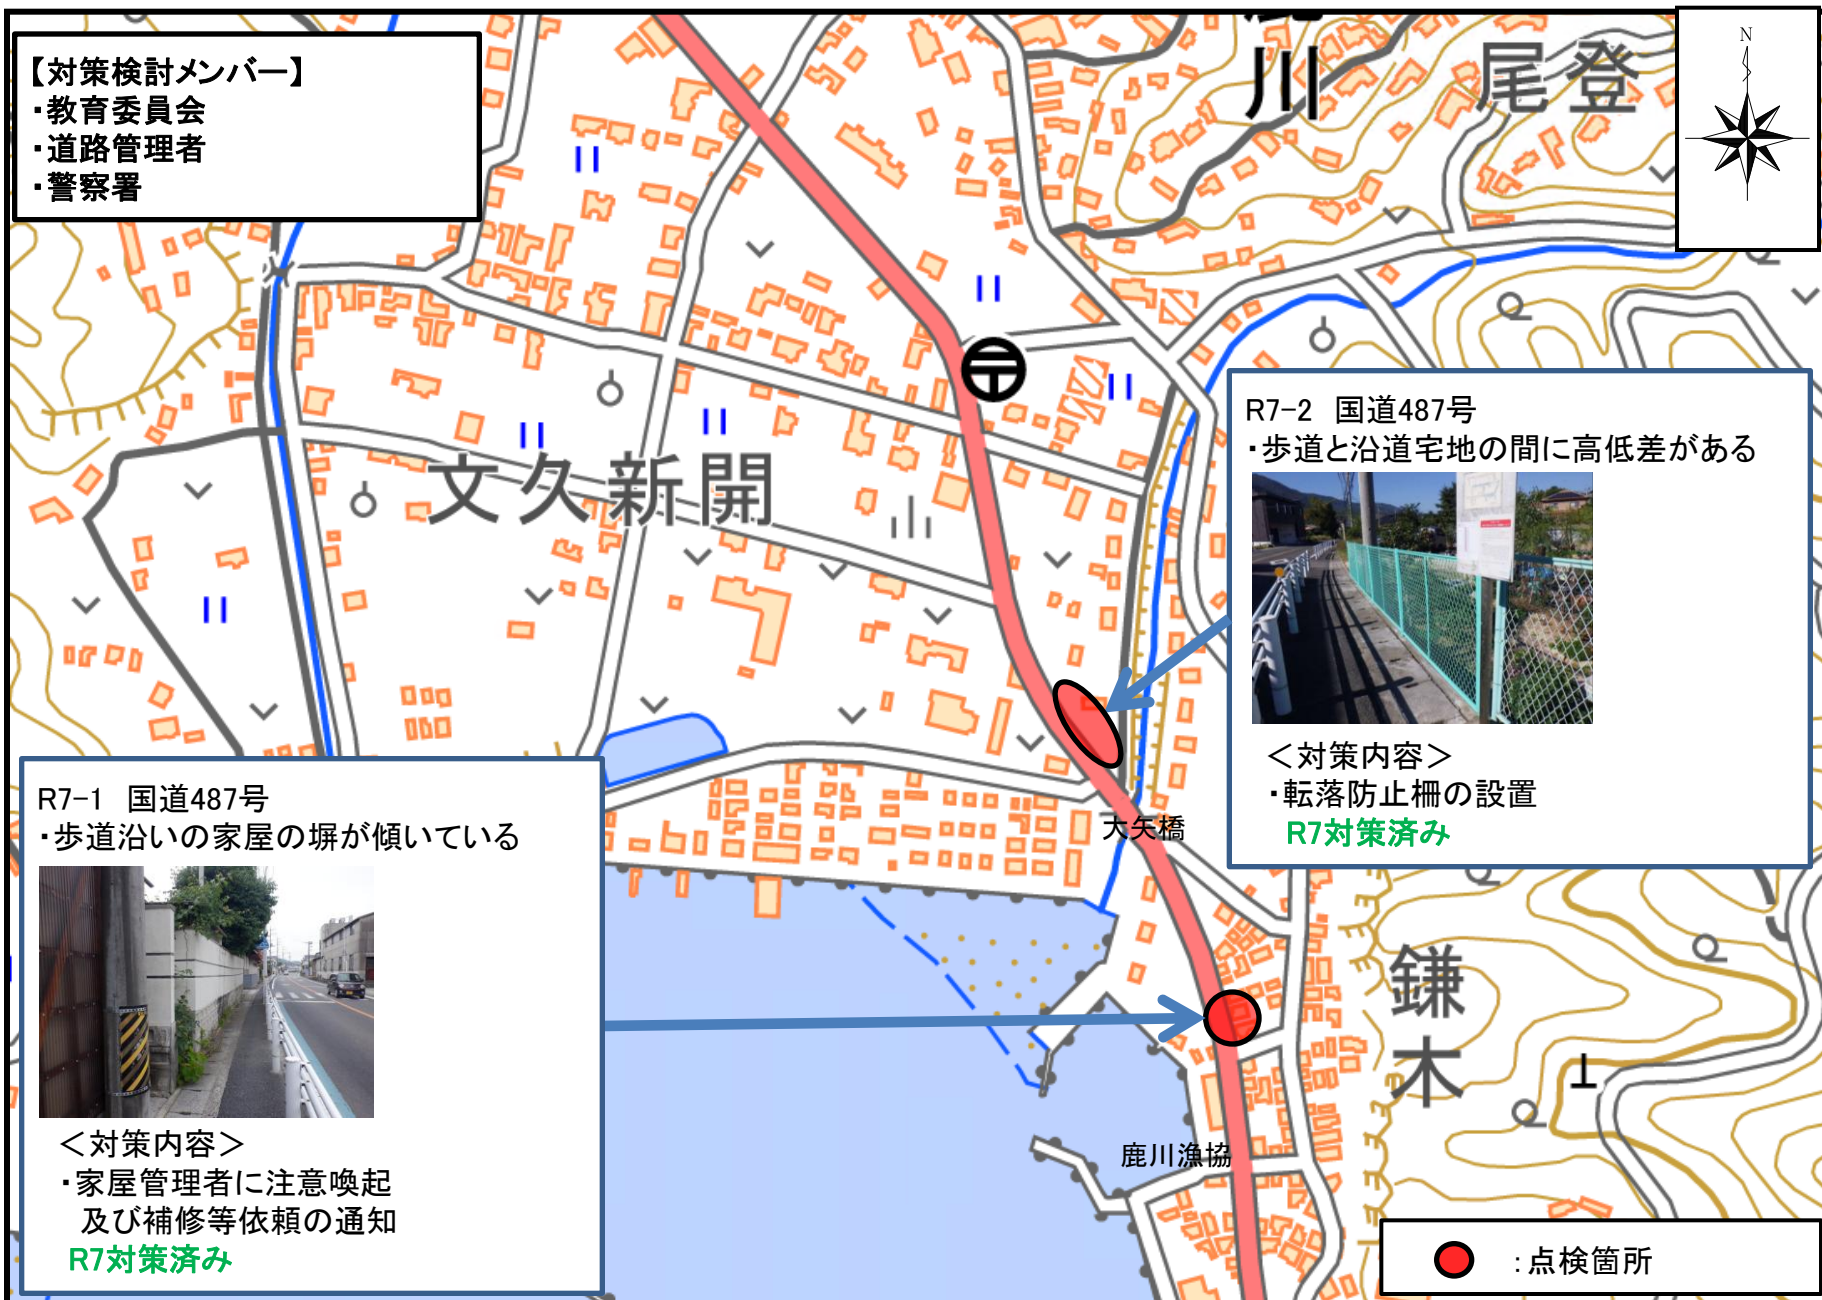 【対策検討メンバー】
・教育委員会
・道路管理者
・警察署
鹿川
尾登
N
文久新開
R7-2 国道487号
・歩道と沿道宅地の間に高低差がある
＜対策内容＞
・転落防止柵の設置
R7対策済み
R7-1 国道487号
・歩道沿いの家屋の塀が傾いている
＜対策内容＞
・家屋管理者に注意喚起
及び補修等依頼の通知
R7対策済み
大矢橋
鎌木
鹿川漁協
：点検箇所